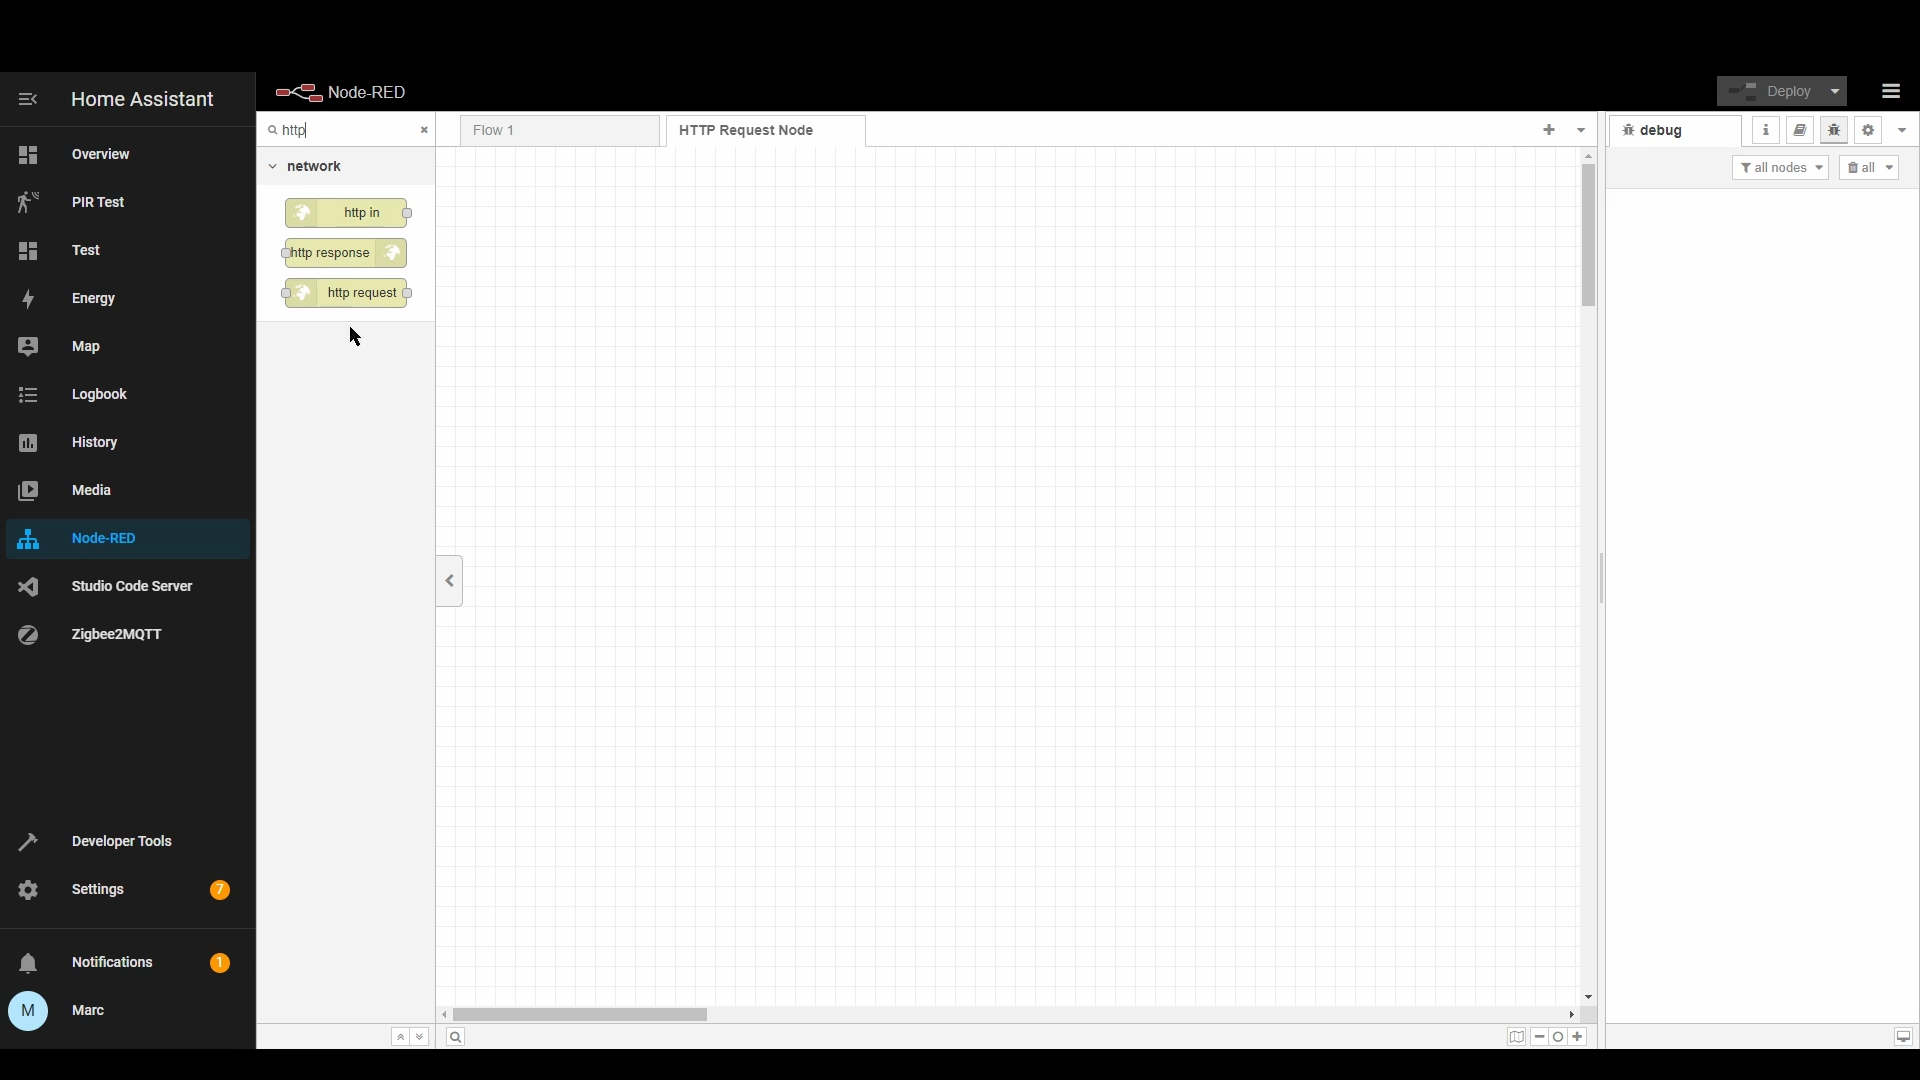 Home Assistant
Overview
PIR Test
Test
Energy
Map
Logbook
History
Media
Node-RED
Studio Code Server
Zigbee2MQTT
Developer Tools
Settings 7
Notifications 1
M Marc
Node-RED
Deploy
http
network
http in
http response
http request
Flow 1
HTTP Request Node
debug
all nodes
all